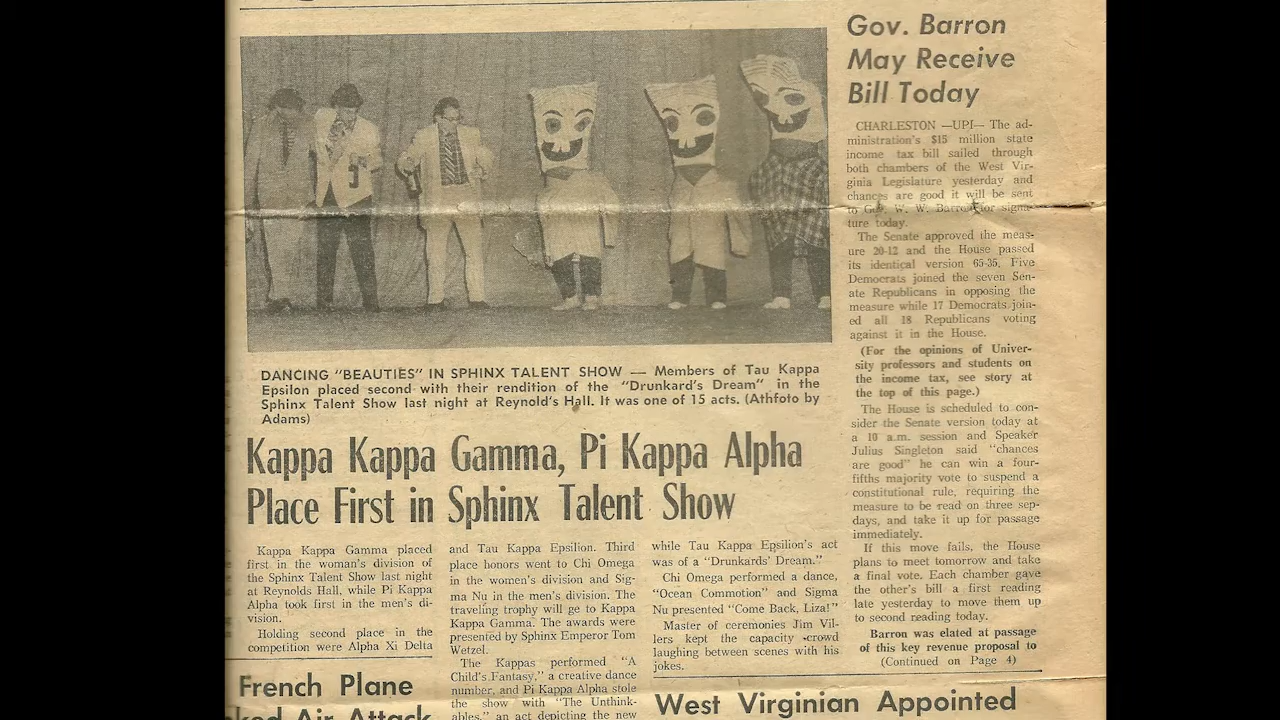 DANCING "BEAUTIES" IN SPHINX TALENT SHOW — Members of Tau Kappa
Epsilon placed second with their rendition of the "Drunkard's Dream" in the
Sphinx Talent Show last night at Reynold's Hall. It was one of 15 acts. (Athfoto by
Adams)
Kappa Kappa Gamma, Pi Kappa Alpha
Place First in Sphinx Talent Show
Kappa Kappa Gamma placed
first in the woman's division of
the Sphinx Talent Show last night
at Reynolds Hall, while Pi Kappa
Alpha took first in the men's di-
vision.
Holding second place in the
competition were Alpha Xi Delta
and Tau Kappa Epsilon. Third
place honors went to Chi Omega
in the women's division and Sig-
ma Nu in the men's division. The
traveling trophy will go to Kappa
Kappa Gamma. The awards were
presented by Sphinx Emperor Tom
Wetzel.
The Kappas performed "A
Child's Fantasy," a creative dance
number, and Pi Kappa Alpha stole
the show with "The Unthink-
ables," an act depicting the new
while Tau Kappa Epsilon's act
was of a "Drunkards' Dream."
Chi Omega performed a dance,
"Ocean Commotion" and Sigma
Nu presented "Come Back, Liza!"
Master of ceremonies Jim Vil-
lers kept the capacity crowd
laughing between scenes with his
jokes.
French Plane
ked Air Attack
West Virginian Appointed
Gov. Barron
May Receive
Bill Today
CHARLESTON —UPI— The ad-
ministration's $15 million state
income tax bill sailed through
both chambers of the West Vir-
ginia Legislature yesterday and
chances are good it will be sent
to Gov. W. W. Barron for signa-
ture today.
The Senate approved the meas-
ure 20-12 and the House passed
its identical version 65-35. Five
Democrats joined the seven Sen-
ate Republicans in opposing the
measure while 17 Democrats join-
ed all 18 Republicans voting
against it in the House.
(For the opinions of Univer-
sity professors and students on
the income tax, see story at
the top of this page.)
The House is scheduled to con-
sider the Senate version today at
a 10 a.m. session and Speaker
Julius Singleton said "chances
are good" he can win a four-
fifths majority vote to suspend a
constitutional rule, requiring the
measure to be read on three sep-
days, and take it up for passage
immediately.
If this move fails, the House
plans to meet tomorrow and take
a final vote. Each chamber gave
the other's bill a first reading
late yesterday to move them up
to second reading today.
Barron was elated at passage
of this key revenue proposal to
(Continued on Page 4)